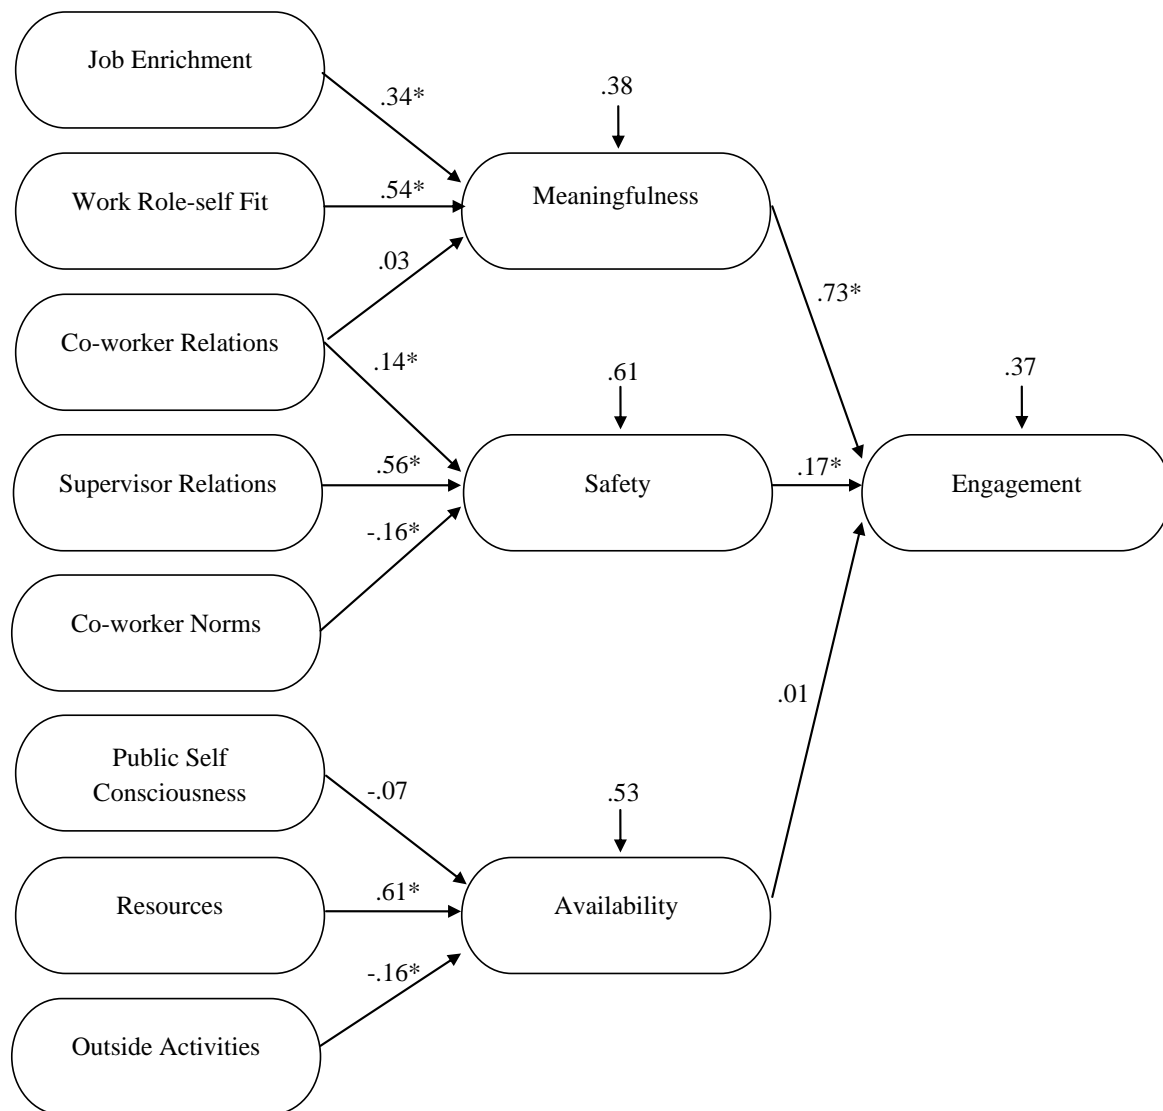 Job Enrichment
.34*
.38
Work Role-self Fit
.54*
Meaningfulness
.03
.73*
Co-worker Relations
.14*
.61
.37
Supervisor Relations
.56*
Safety
.17*
Engagement
-.16*
Co-worker Norms
.01
Public Self
Consciousness
-.07
.53
Resources
.61*
Availability
-.16*
Outside Activities